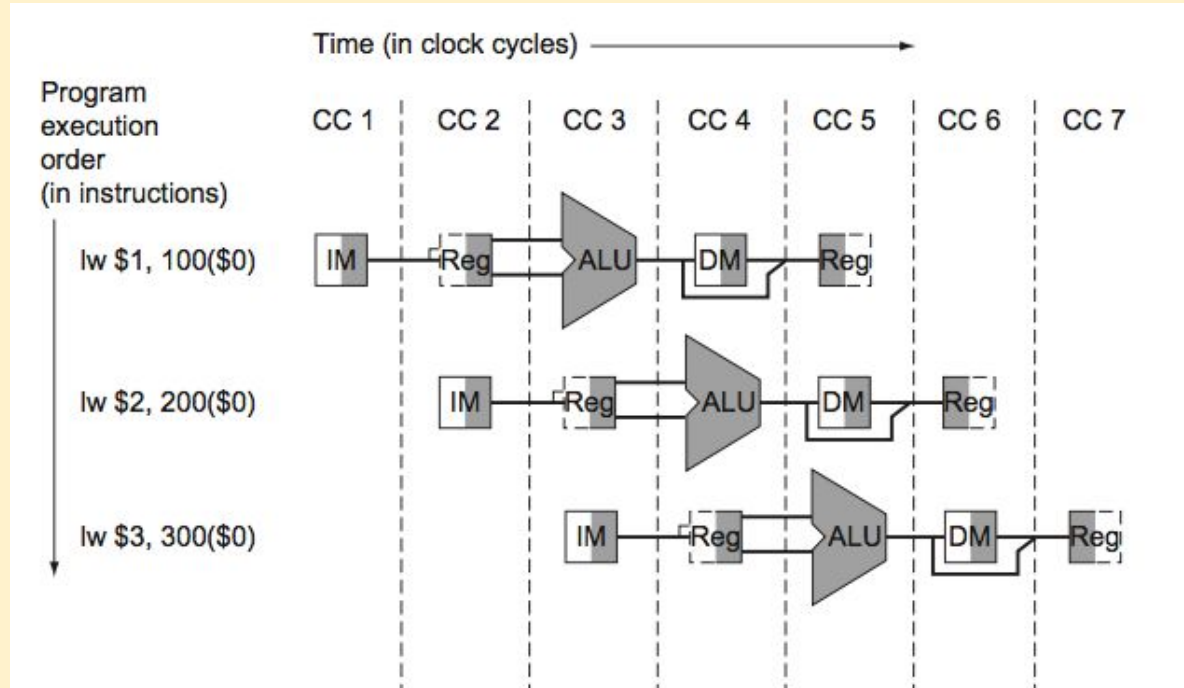 Time (in clock cycles)
Program
execution
order
(in instructions)
CC 1 CC 2 CC 3 CC 4 CC 5 CC 6 CC 7
lw $1, 100($0) IM Reg ALU DM Reg
lw $2, 200($0) IM Reg ALU DM Reg
lw $3, 300($0) IM Reg ALU DM Reg